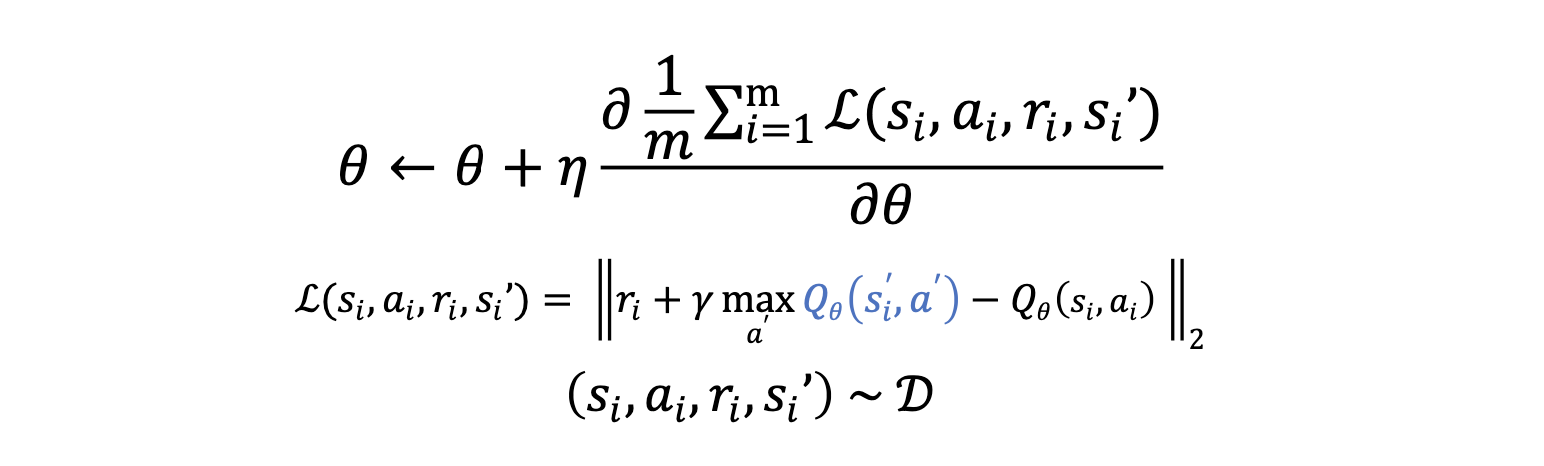 θ ← θ + η ∂ 1/m ∑_{i=1}^{m} ℒ(s_i, a_i, r_i, s_i’) / ∂θ
ℒ(s_i, a_i, r_i, s_i’) = ‖r_i + γ max_{a′} Q_θ(s_i′, a′) − Q_θ(s_i, a_i)‖_2
(s_i, a_i, r_i, s_i’) ~ 𝒟